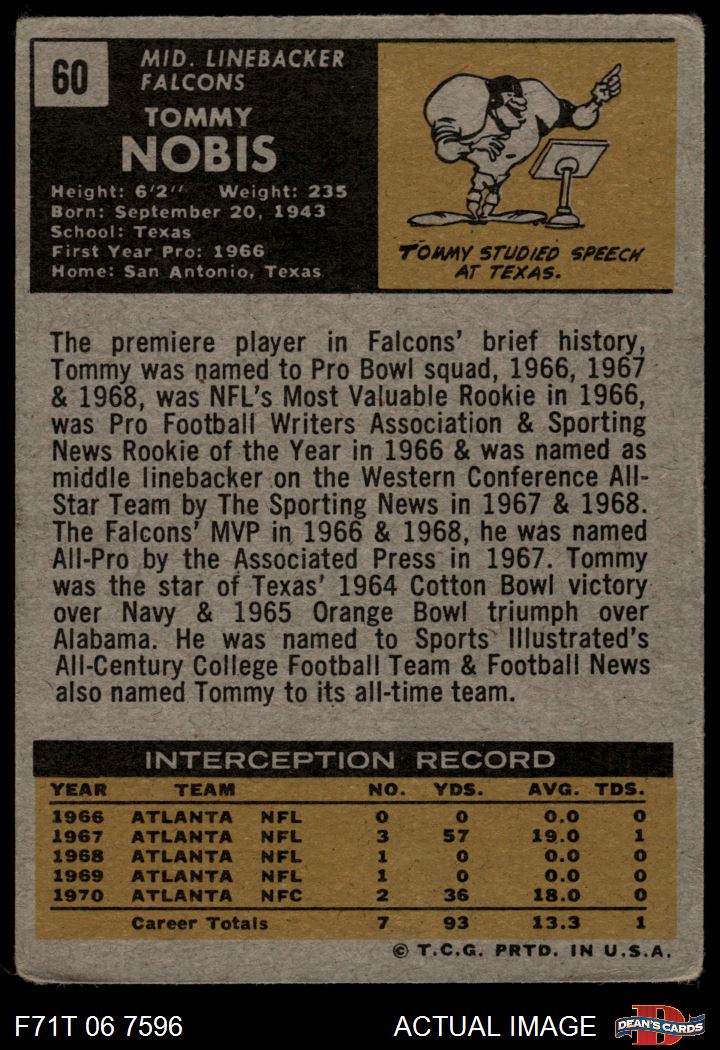 60
MID. LINEBACKER
FALCONS
TOMMY
NOBIS
Height: 6'2'' Weight: 235
Born: September 20, 1943
School: Texas
First Year Pro: 1966
Home: San Antonio, Texas
TOMMY STUDIED SPEECH
AT TEXAS.
The premiere player in Falcons' brief history,
Tommy was named to Pro Bowl squad, 1966, 1967
& 1968, was NFL's Most Valuable Rookie in 1966,
was Pro Football Writers Association & Sporting
News Rookie of the Year in 1966 & was named as
middle linebacker on the Western Conference All-
Star Team by The Sporting News in 1967 & 1968.
The Falcons' MVP in 1966 & 1968, he was named
All-Pro by the Associated Press in 1967. Tommy
was the star of Texas' 1964 Cotton Bowl victory
over Navy & 1965 Orange Bowl triumph over
Alabama. He was named to Sports Illustrated's
All-Century College Football Team & Football News
also named Tommy to its all-time team.
INTERCEPTION RECORD
YEAR TEAM NO. YDS. AVG. TDS.
1966 ATLANTA NFL 0 0 0.0 0
1967 ATLANTA NFL 3 57 19.0 1
1968 ATLANTA NFL 1 0 0.0 0
1969 ATLANTA NFL 1 0 0.0 0
1970 ATLANTA NFC 2 36 18.0 0
Career Totals 7 93 13.3 1
© T.C.G. PRTD. IN U.S.A.
F71T 06 7596 ACTUAL IMAGE D DEAN'S CARDS